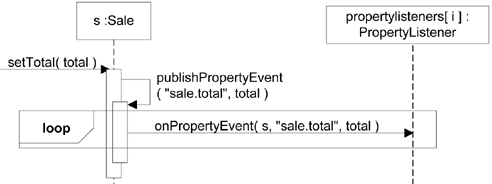 s :Sale
propertylisteners[ i ] :
PropertyListener
setTotal( total )
publishPropertyEvent
( "sale.total", total )
loop
onPropertyEvent( s, "sale.total", total )